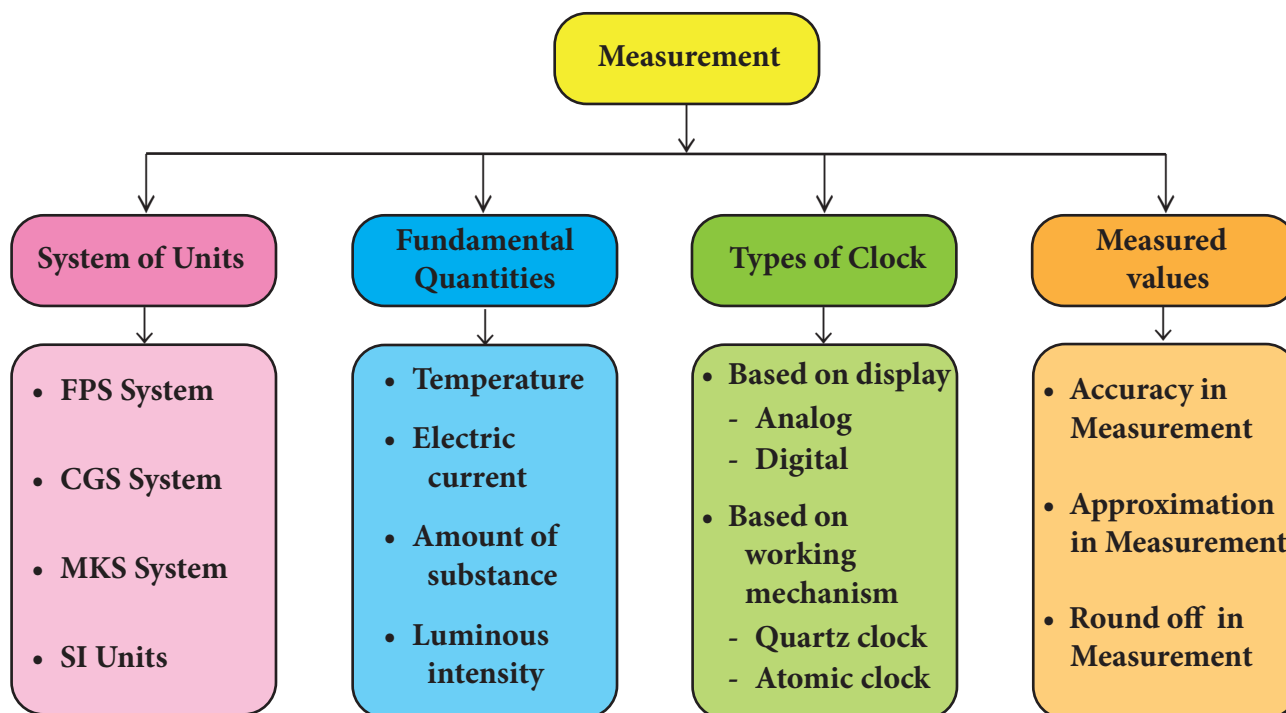 Measurement
System of Units
Fundamental
Quantities
Types of Clock
Measured
values
• FPS System
• CGS System
• MKS System
• SI Units
• Temperature
• Electric
current
• Amount of
substance
• Luminous
intensity
• Based on display
- Analog
- Digital
• Based on
working
mechanism
- Quartz clock
- Atomic clock
• Accuracy in
Measurement
• Approximation
in Measurement
• Round off in
Measurement